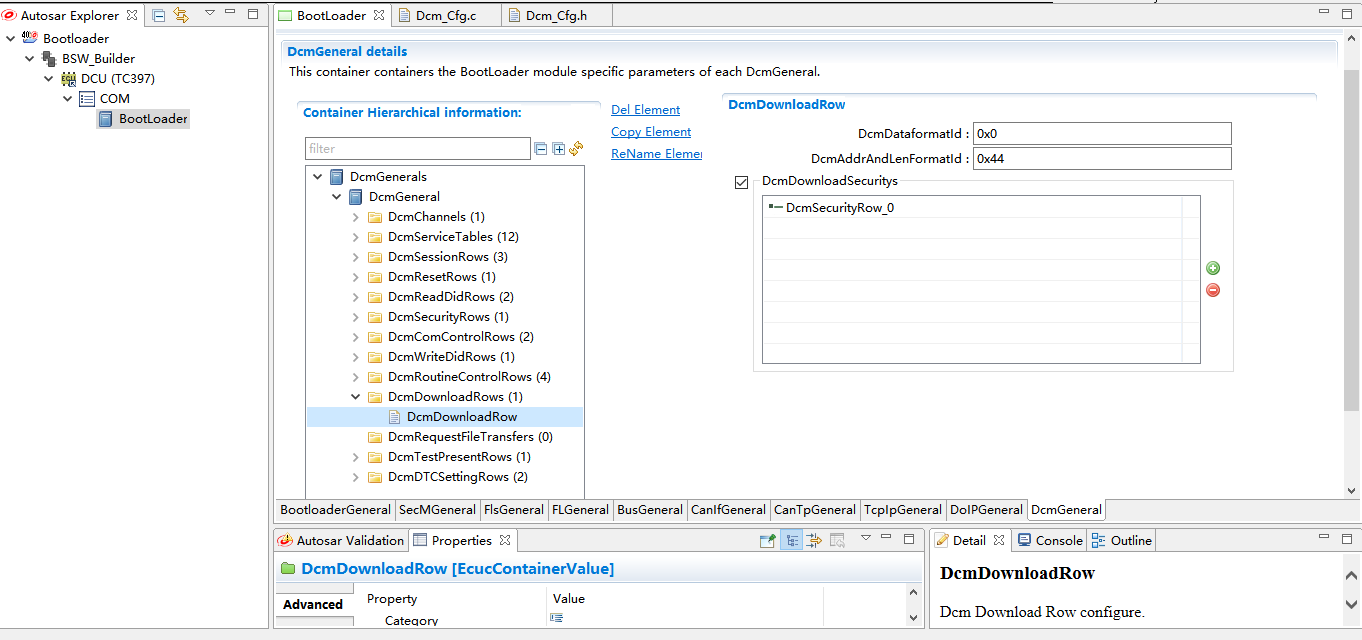 Autosar Explorer
Bootloader
BSW_Builder
DCU (TC397)
COM
BootLoader
BootLoader
Dcm_Cfg.c
Dcm_Cfg.h
DcmGeneral details
This container containers the BootLoader module specific parameters of each DcmGeneral.
Container Hierarchical information:
filter
DcmGenerals
DcmGeneral
DcmChannels (1)
DcmServiceTables (12)
DcmSessionRows (3)
DcmResetRows (1)
DcmReadDidRows (2)
DcmSecurityRows (1)
DcmComControlRows (2)
DcmWriteDidRows (1)
DcmRoutineControlRows (4)
DcmDownloadRows (1)
DcmDownloadRow
DcmRequestFileTransfers (0)
DcmTestPresentRows (1)
DcmDTCSettingRows (2)
Del Element
Copy Element
ReName Elemer
DcmDownloadRow
DcmDataformatId : 0x0
DcmAddrAndLenFormatId : 0x44
DcmDownloadSecuritys
DcmSecurityRow_0
BootloaderGeneral SecMGeneral FlsGeneral FLGeneral BusGeneral CanIfGeneral CanTpGeneral TcpIpGeneral DoIPGeneral DcmGeneral
Autosar Validation
Properties
DcmDownloadRow [EcucContainerValue]
Advanced
Property Value
Category
Detail
Console
Outline
DcmDownloadRow
Dcm Download Row configure.